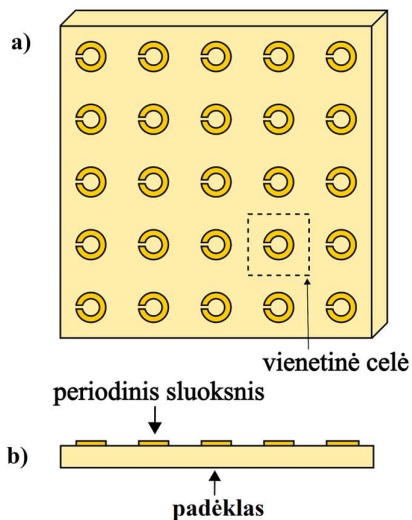 a)
vienetinė celė
periodinis sluoksnis
b)
padėklas